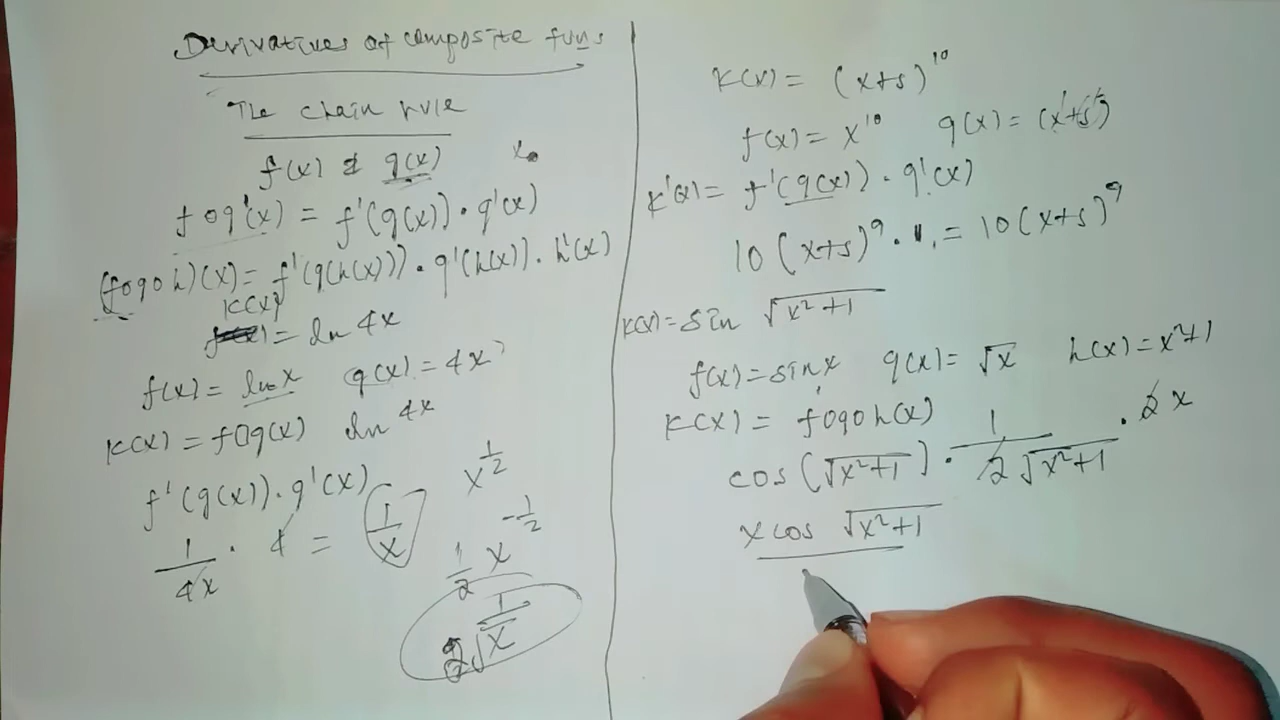 Derivatives of composite funs
The chain rule
f(x) & g(x)
fog'(x) = f'(g(x)) · g'(x)
(fogoh)(x) = f'(g(h(x))) · g'(h(x)) · h'(x)
k(x) = ln 4x
f(x) = ln x g(x) = 4x
k(x) = fog(x) ln 4x
f'(g(x)) · g'(x)
1/4x · 4 = 1/x
x^1/2
1/2 x^-1/2
1/2√x
k(x) = (x+5)^10
f(x) = x^10 g(x) = (x+5)
k'(x) = f'(g(x)) · g'(x)
10(x+5)^9 · 1 = 10(x+5)^9
k(x) = sin √x²+1
f(x) = sin x g(x) = √x h(x) = x²+1
k(x) = fogoh(x)
cos(√x²+1) · 1/2√x²+1 · 2x
x cos √x²+1